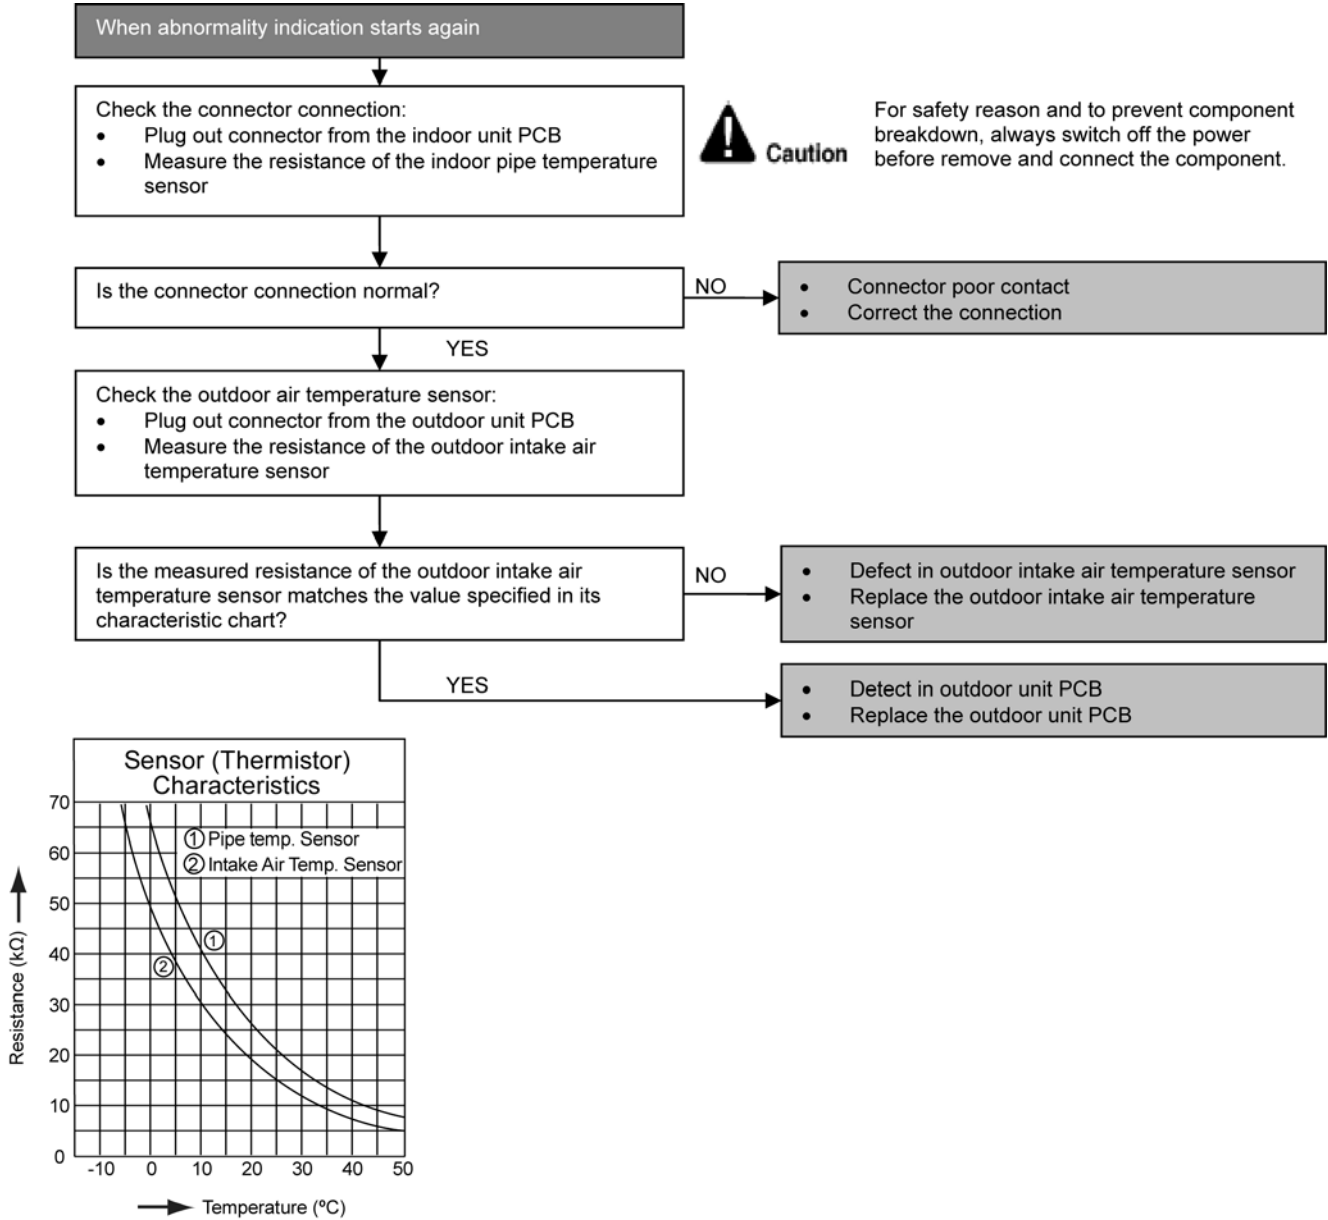 When abnormality indication starts again
Check the connector connection:
• Plug out connector from the indoor unit PCB
• Measure the resistance of the indoor pipe temperature
sensor
Caution
For safety reason and to prevent component
breakdown, always switch off the power
before remove and connect the component.
Is the connector connection normal?
NO
• Connector poor contact
• Correct the connection
YES
Check the outdoor air temperature sensor:
• Plug out connector from the outdoor unit PCB
• Measure the resistance of the outdoor intake air
temperature sensor
Is the measured resistance of the outdoor intake air
temperature sensor matches the value specified in its
characteristic chart?
NO
• Defect in outdoor intake air temperature sensor
• Replace the outdoor intake air temperature
sensor
YES
• Detect in outdoor unit PCB
• Replace the outdoor unit PCB
Sensor (Thermistor)
Characteristics
① Pipe temp. Sensor
② Intake Air Temp. Sensor
①
②
70
60
50
40
30
20
10
0
Resistance (kΩ)
-10 0 10 20 30 40 50
Temperature (ºC)